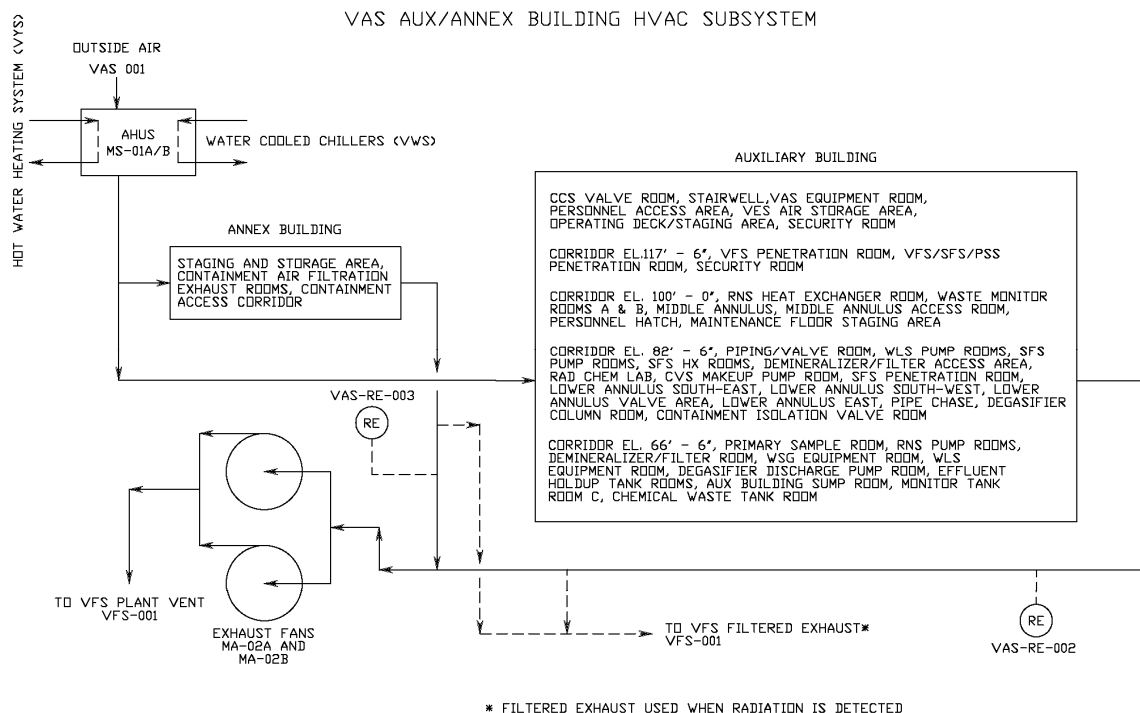 VAS AUX/ANNEX BUILDING HVAC SUBSYSTEM
HOT WATER HEATING SYSTEM (VYS)
OUTSIDE AIR
VAS 001
AHUS
MS-01A/B
WATER COOLED CHILLERS (VWS)
ANNEX BUILDING
STAGING AND STORAGE AREA,
CONTAINMENT AIR FILTRATION
EXHAUST ROOMS, CONTAINMENT
ACCESS CORRIDOR
AUXILIARY BUILDING
CCS VALVE ROOM, STAIRWELL,VAS EQUIPMENT ROOM,
PERSONNEL ACCESS AREA, VES AIR STORAGE AREA,
OPERATING DECK/STAGING AREA, SECURITY ROOM
CORRIDOR EL.117' - 6", VFS PENETRATION ROOM, VFS/SFS/PSS
PENETRATION ROOM, SECURITY ROOM
CORRIDOR EL. 100' - 0", RNS HEAT EXCHANGER ROOM, WASTE MONITOR
ROOMS A & B, MIDDLE ANNULUS, MIDDLE ANNULUS ACCESS ROOM,
PERSONNEL HATCH, MAINTENANCE FLOOR STAGING AREA
CORRIDOR EL. 82' - 6", PIPING/VALVE ROOM, WLS PUMP ROOMS, SFS
PUMP ROOMS, SFS HX ROOMS, DEMINERALIZER/FILTER ACCESS AREA,
RAD CHEM LAB, CVS MAKEUP PUMP ROOM, SFS PENETRATION ROOM,
LOWER ANNULUS SOUTH-EAST, LOWER ANNULUS SOUTH-WEST, LOWER
ANNULUS VALVE AREA, LOWER ANNULUS EAST, PIPE CHASE, DEGASIFIER
COLUMN ROOM, CONTAINMENT ISOLATION VALVE ROOM
CORRIDOR EL. 66' - 6", PRIMARY SAMPLE ROOM, RNS PUMP ROOMS,
DEMINERALIZER/FILTER ROOM, WSG EQUIPMENT ROOM, WLS
EQUIPMENT ROOM, DEGASIFIER DISCHARGE PUMP ROOM, EFFLUENT
HOLDUP TANK ROOMS, AUX BUILDING SUMP ROOM, MONITOR TANK
ROOM C, CHEMICAL WASTE TANK ROOM
VAS-RE-003
RE
TO VFS PLANT VENT
VFS-001
EXHAUST FANS
MA-02A AND
MA-02B
TO VFS FILTERED EXHAUST*
VFS-001
RE
VAS-RE-002
* FILTERED EXHAUST USED WHEN RADIATION IS DETECTED